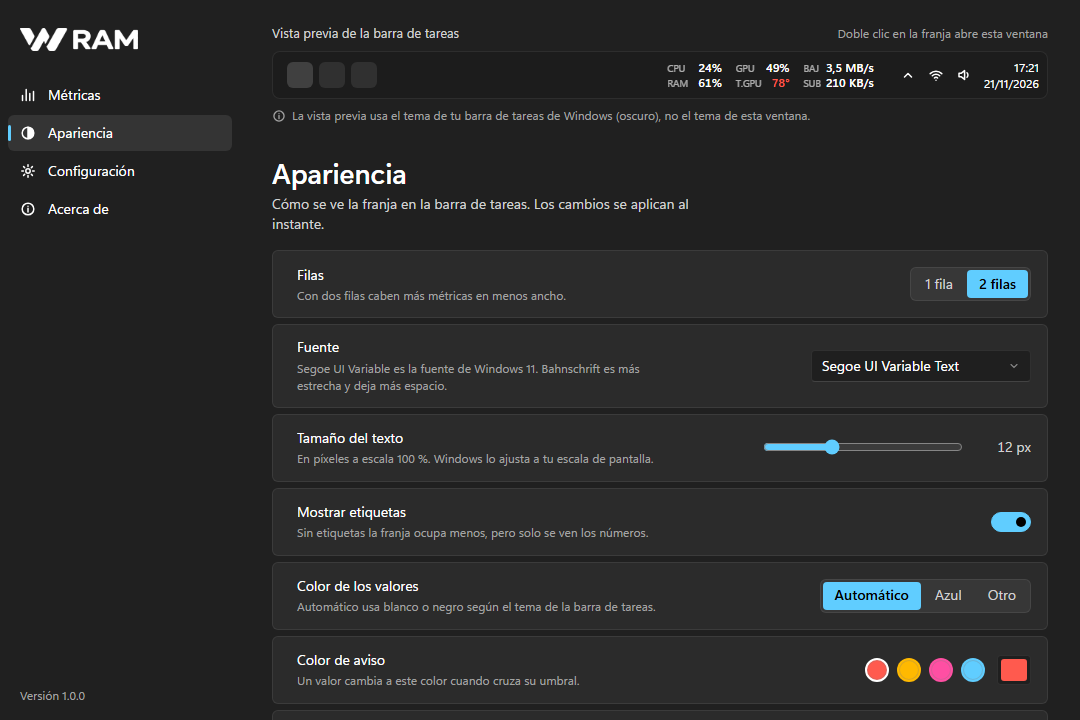 W RAM
Métricas
Apariencia
Configuración
Acerca de
Versión 1.0.0
Vista previa de la barra de tareas
Doble clic en la franja abre esta ventana
CPU 24% GPU 49% BAJ 3,5 MB/s
RAM 61% T.GPU 78° SUB 210 KB/s
17:21
21/11/2026
La vista previa usa el tema de tu barra de tareas de Windows (oscuro), no el tema de esta ventana.
Apariencia
Cómo se ve la franja en la barra de tareas. Los cambios se aplican al
instante.
Filas
Con dos filas caben más métricas en menos ancho.
1 fila 2 filas
Fuente
Segoe UI Variable es la fuente de Windows 11. Bahnschrift es más
estrecha y deja más espacio.
Segoe UI Variable Text
Tamaño del texto
En píxeles a escala 100 %. Windows lo ajusta a tu escala de pantalla.
12 px
Mostrar etiquetas
Sin etiquetas la franja ocupa menos, pero solo se ven los números.
Color de los valores
Automático usa blanco o negro según el tema de la barra de tareas.
Automático Azul Otro
Color de aviso
Un valor cambia a este color cuando cruza su umbral.